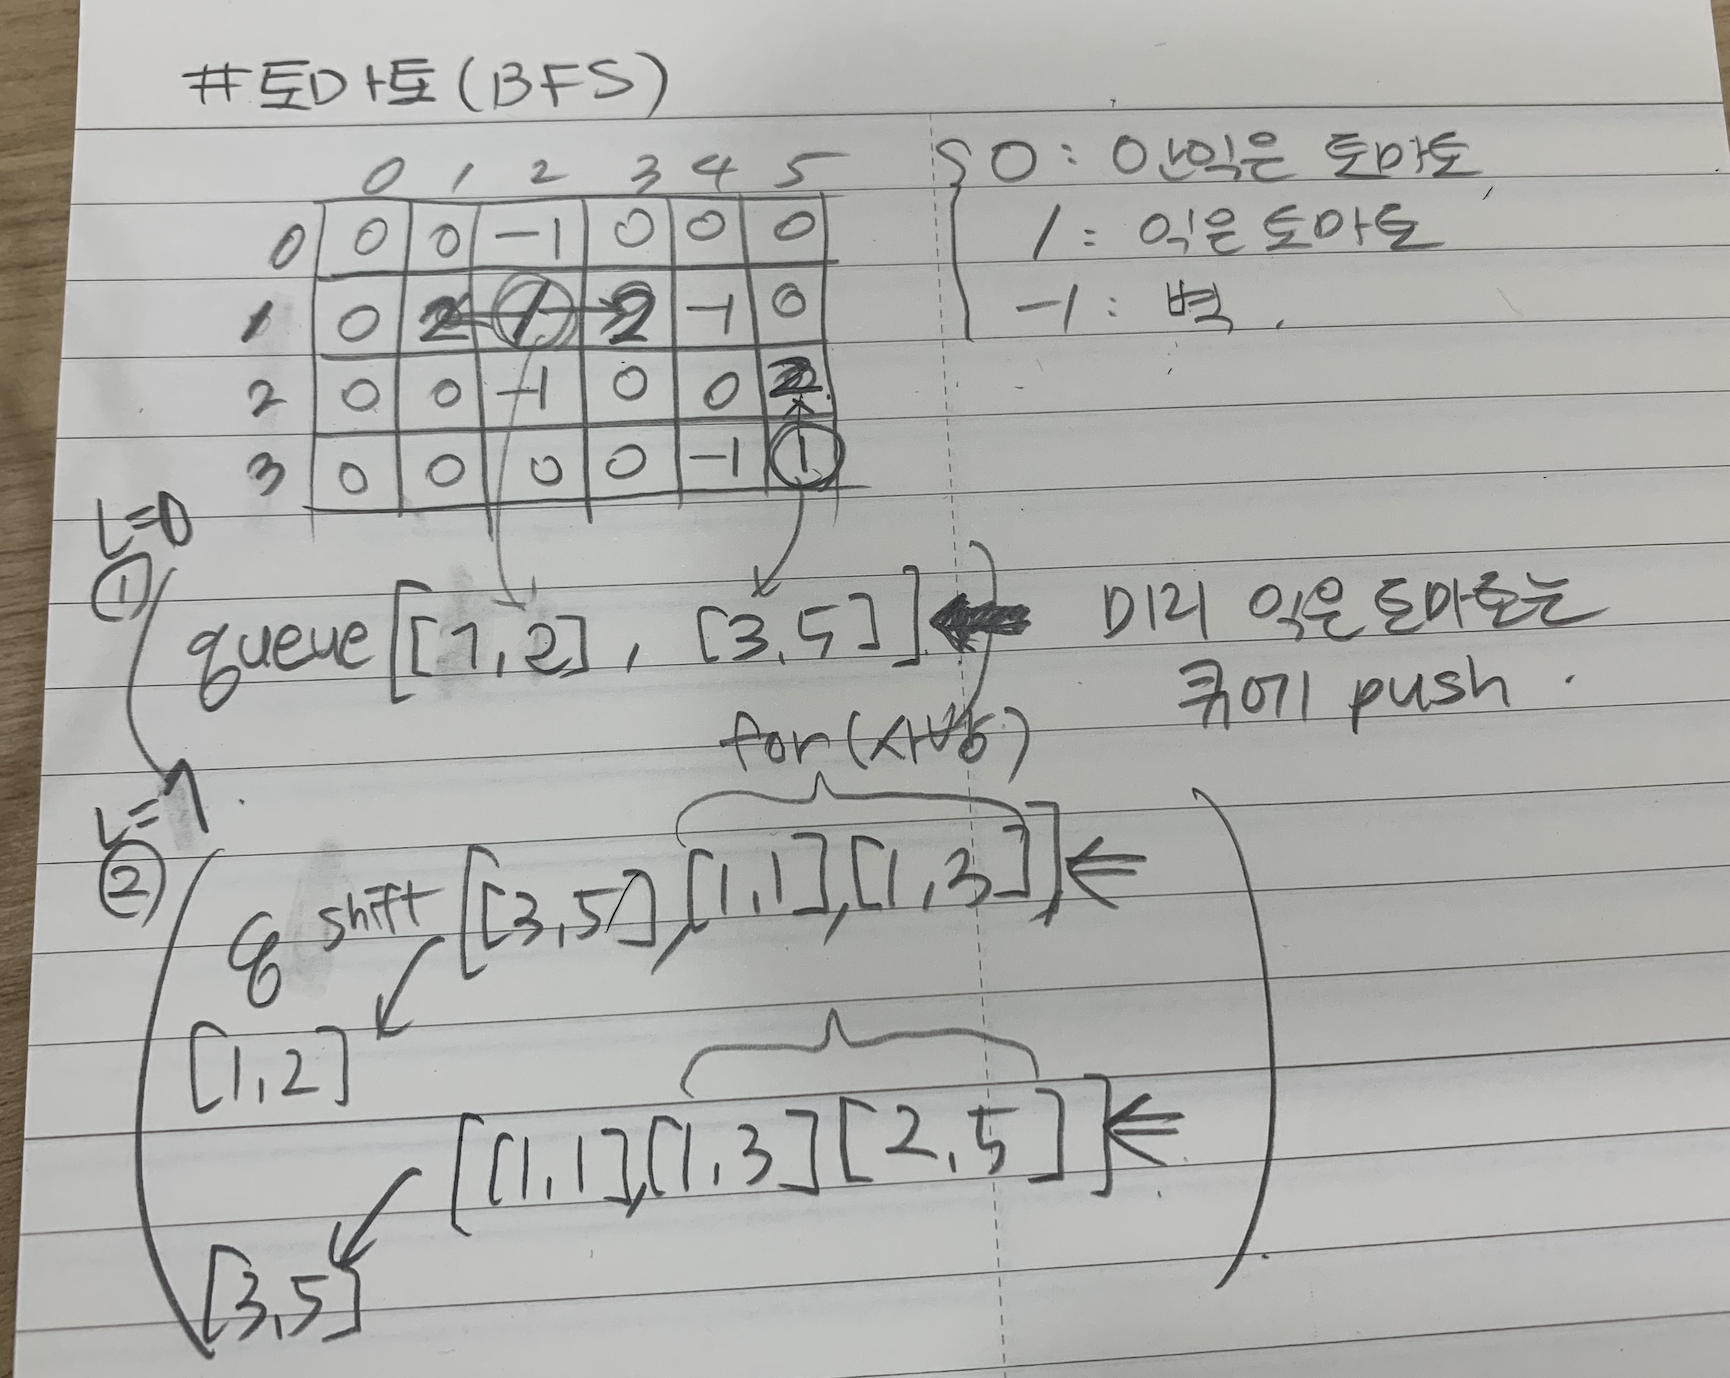 #토마토(BFS)
0 1 2 3 4 5
0 0 0 -1 0 0 0
1 0 2 1 2 -1 0
2 0 0 -1 0 0 2
3 0 0 0 0 -1 1
0: 안익은 토마토
1: 익은 토마토
-1: 벽.
L=0
①
queue[[1,2], [3,5]] 미리 익은 토마토는
큐에 push.
for(사방)
L=1.
②
q shift [[3,5],[1,1],[1,3]]
[1,2]
[[1,1],[1,3][2,5]]
[3,5]